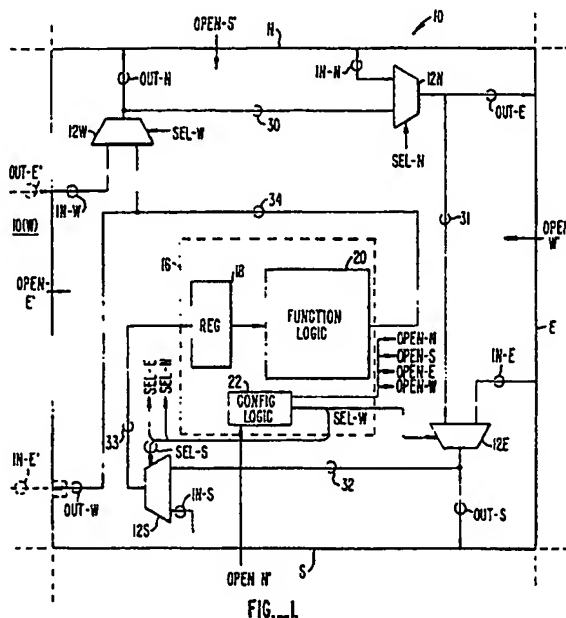 10
OPEN-S'
N
OUT-N
IN-N
12N
OUT-E
12W
SEL-W
30
SEL-N
OUT-E'
IN-W
34
10(W)
31
OPEN-W'
16
18
20
OPEN-E'
REG
FUNCTION LOGIC
OPEN-N
OPEN-S
OPEN-E
OPEN-W
E
SEL-E
SEL-N
22
CONFIG LOGIC
SEL-W
IN-E
33
12E
IN-E'
SEL-S
32
OUT-W
12S
IN-S
OUT-S
OPEN N'
S
FIG._1.